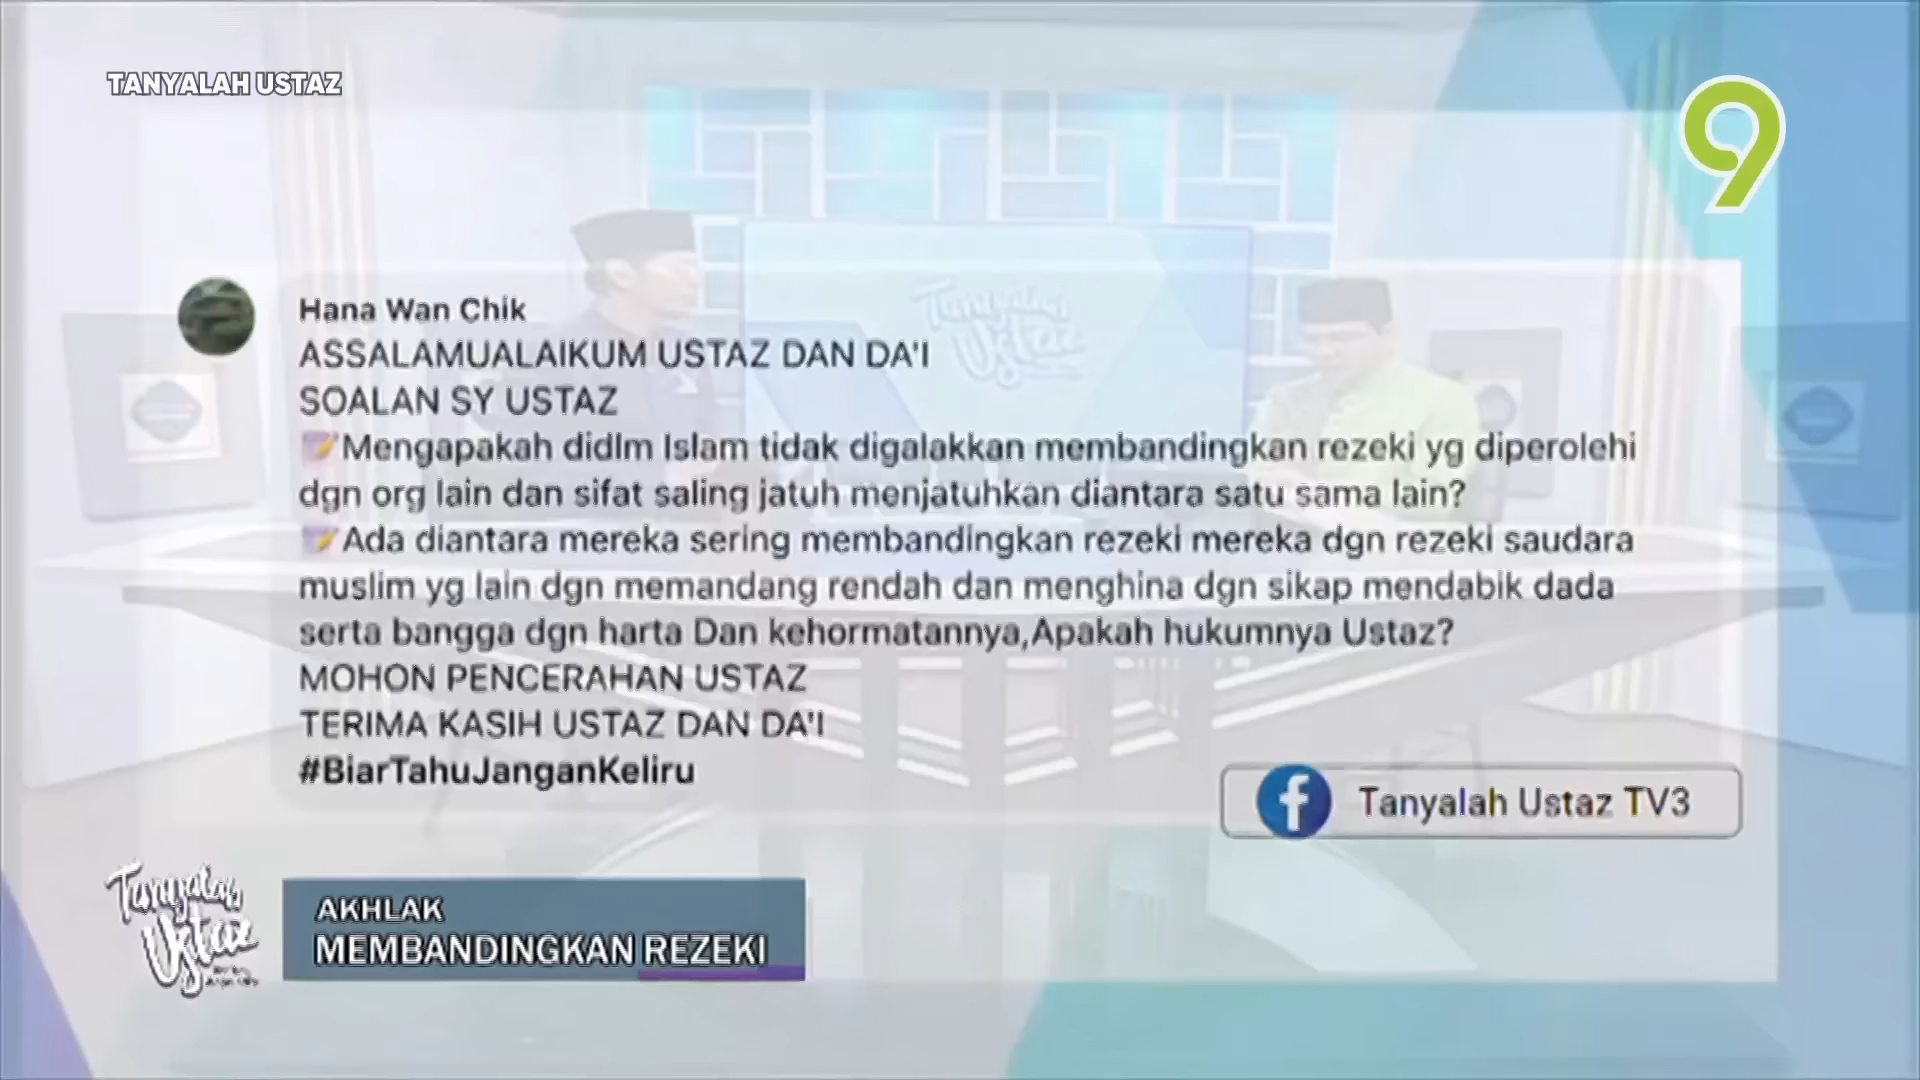 TANYALAH USTAZ
9
Hana Wan Chik
ASSALAMUALAIKUM USTAZ DAN DA'I
SOALAN SY USTAZ
📝Mengapakah didlm Islam tidak digalakkan membandingkan rezeki yg diperolehi
dgn org lain dan sifat saling jatuh menjatuhkan diantara satu sama lain?
📝Ada diantara mereka sering membandingkan rezeki mereka dgn rezeki saudara
muslim yg lain dgn memandang rendah dan menghina dgn sikap mendabik dada
serta bangga dgn harta Dan kehormatannya,Apakah hukumnya Ustaz?
MOHON PENCERAHAN USTAZ
TERIMA KASIH USTAZ DAN DA'I
#BiarTahuJanganKeliru
Tanyalah Ustaz TV3
Tanyalah
Ustaz
AKHLAK
MEMBANDINGKAN REZEKI
Tanyalah
Ustaz